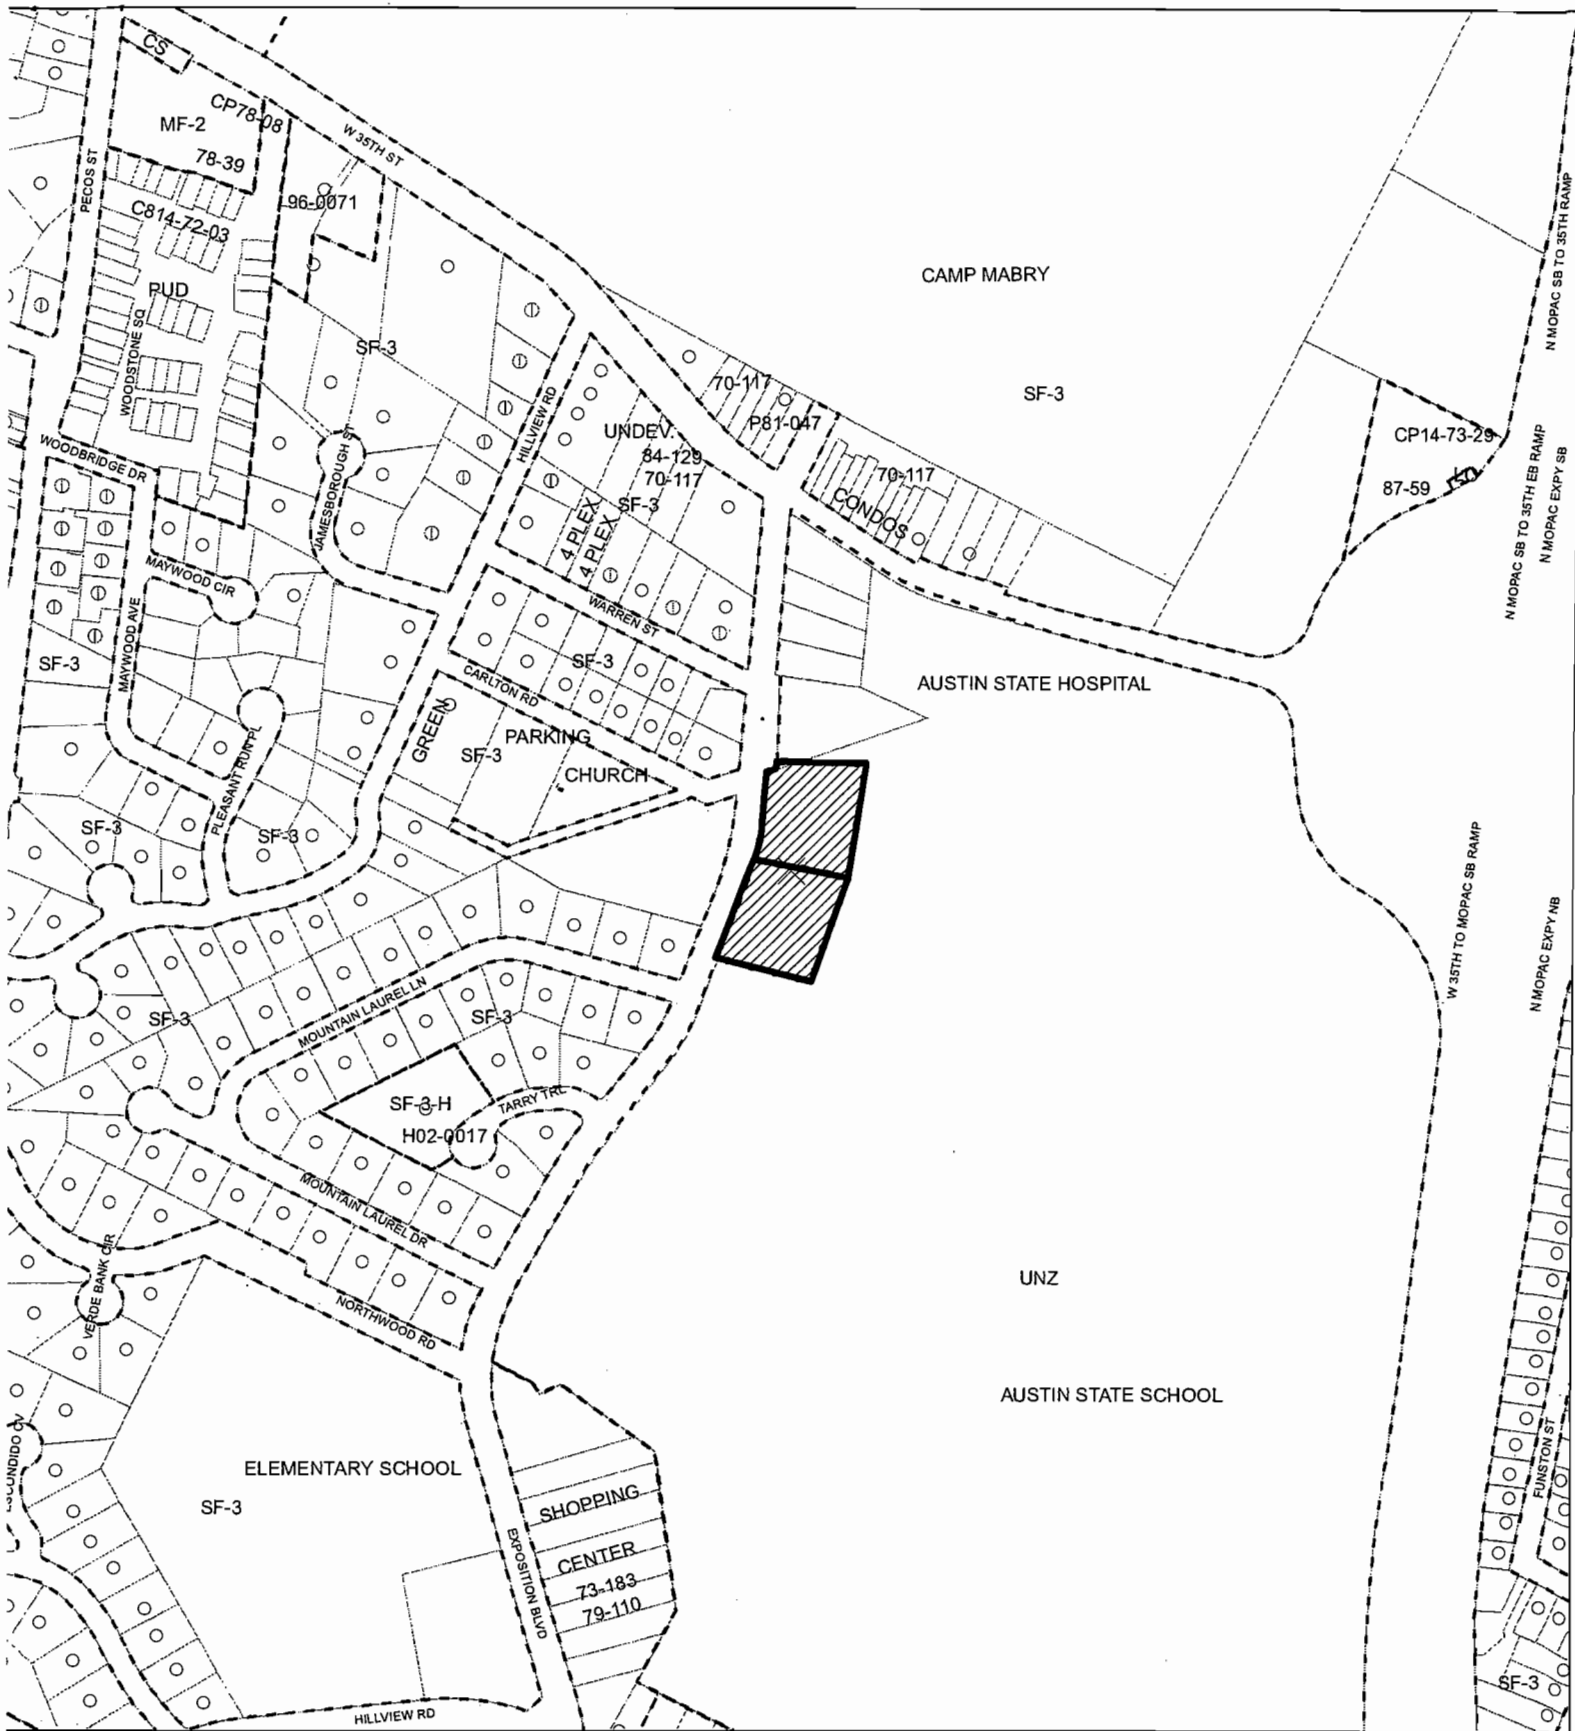 CS
CP78-08
MF-2
78-39
W 35TH ST
PECOS ST
96-0071
C814-72-03
PUD
WOODSTONE SQ
SF-3
CAMP MABRY
SF-3
N MOPAC SB TO 35TH RAMP
HILLVIEW RD
70-117
P81-047
UNDEV.
84-129
70-117
SF-3
4 PLEX
4 PLEX
70-117
CONDOS
CP14-73-29
87-59
N MOPAC SB TO 35TH EB RAMP
N MOPAC EXPY SB
WOODBRIDGE DR
JAMESBOROUGH ST
MAYWOOD CIR
MAYWOOD AVE
WARREN ST
SF-3
SF-3
CARLTON RD
AUSTIN STATE HOSPITAL
GREEN
PARKING
SF-3
CHURCH
PLEASANT RUN PL
SF-3
SF-3
W 35TH TO MOPAC SB RAMP
N MOPAC EXPY NB
MOUNTAIN LAUREL LN
SF-3
SF-3
SF-3-H
TARRY TRL
H02-0017
MOUNTAIN LAUREL DR
VERDE BANK CIR
NORTHWOOD RD
UNZ
AUSTIN STATE SCHOOL
ESCONDIDO CV
ELEMENTARY SCHOOL
SF-3
SHOPPING
CENTER
73-183
79-110
EXPOSITION BLVD
FUNSTON ST
SF-3
HILLVIEW RD